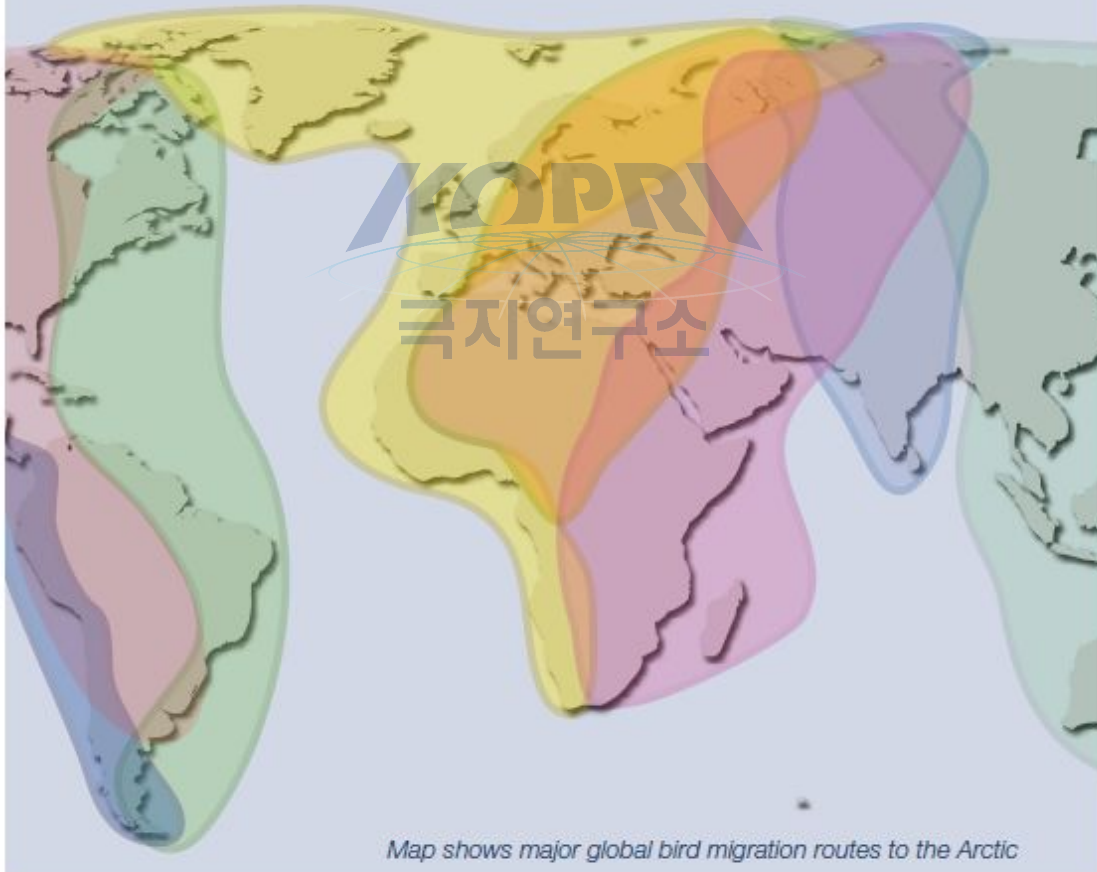 KOPRI
극지연구소
Map shows major global bird migration routes to the Arctic